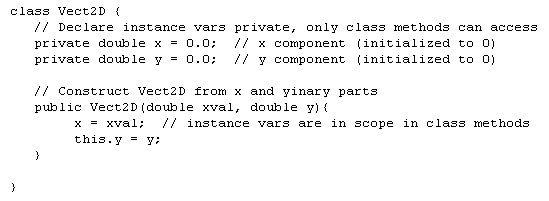 class Vect2D {
// Declare instance vars private, only class methods can access
private double x = 0.0;  // x component (initialized to 0)
private double y = 0.0;  // y component (initialized to 0)
// Construct Vect2D from x and yinary parts
public Vect2D(double xval, double y){
x = xval;  // instance vars are in scope in class methods
this.y = y;
}
}